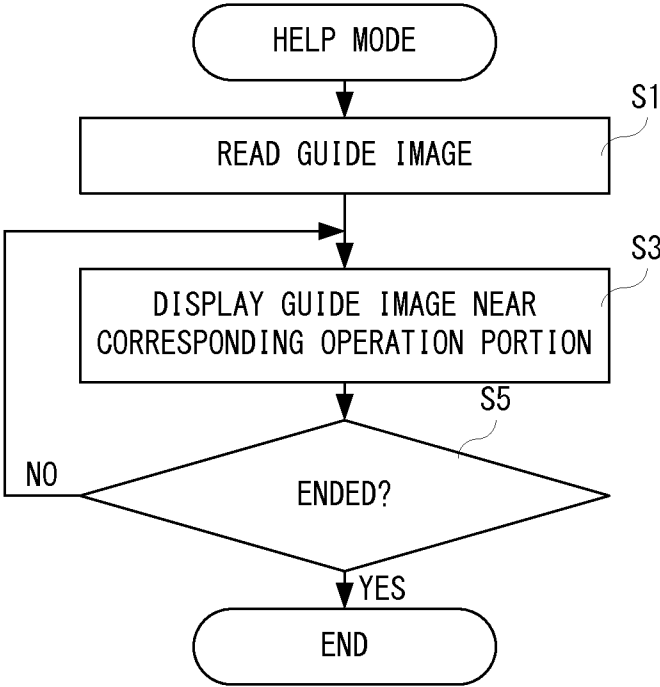 HELP MODE
S1
READ GUIDE IMAGE
S3
DISPLAY GUIDE IMAGE NEAR
CORRESPONDING OPERATION PORTION
S5
NO
ENDED?
YES
END